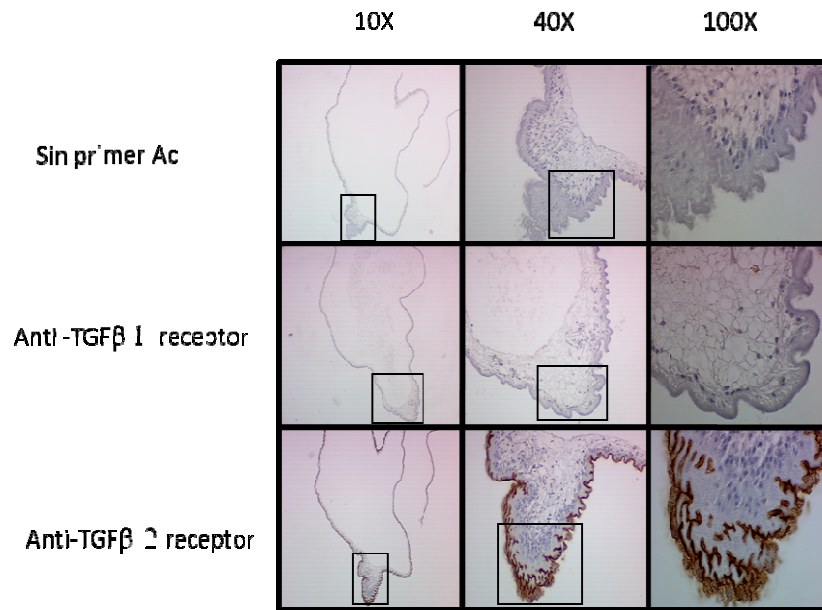 10X 40X 100X
Sin primer Ac
Anti-TGFβ 1 receptor
Anti-TGFβ 2 receptor